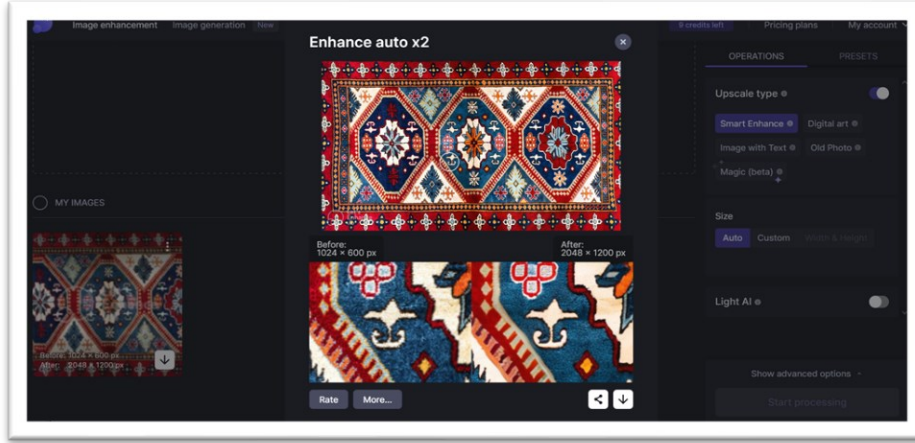 Image enhancement
Image generation
New
9 credits left
Pricing plans
My account
Enhance auto x2
OPERATIONS
PRESETS
Upscale type
Smart Enhance
Digital art
Image with Text
Old Photo
Magic (beta)
MY IMAGES
Size
Auto
Custom
Width & Height
Before:
1024 × 600 px
After:
2048 × 1200 px
Light AI
Before: 1024 × 600 px
After: 2048 × 1200 px
Rate
More...
Show advanced options
Start processing